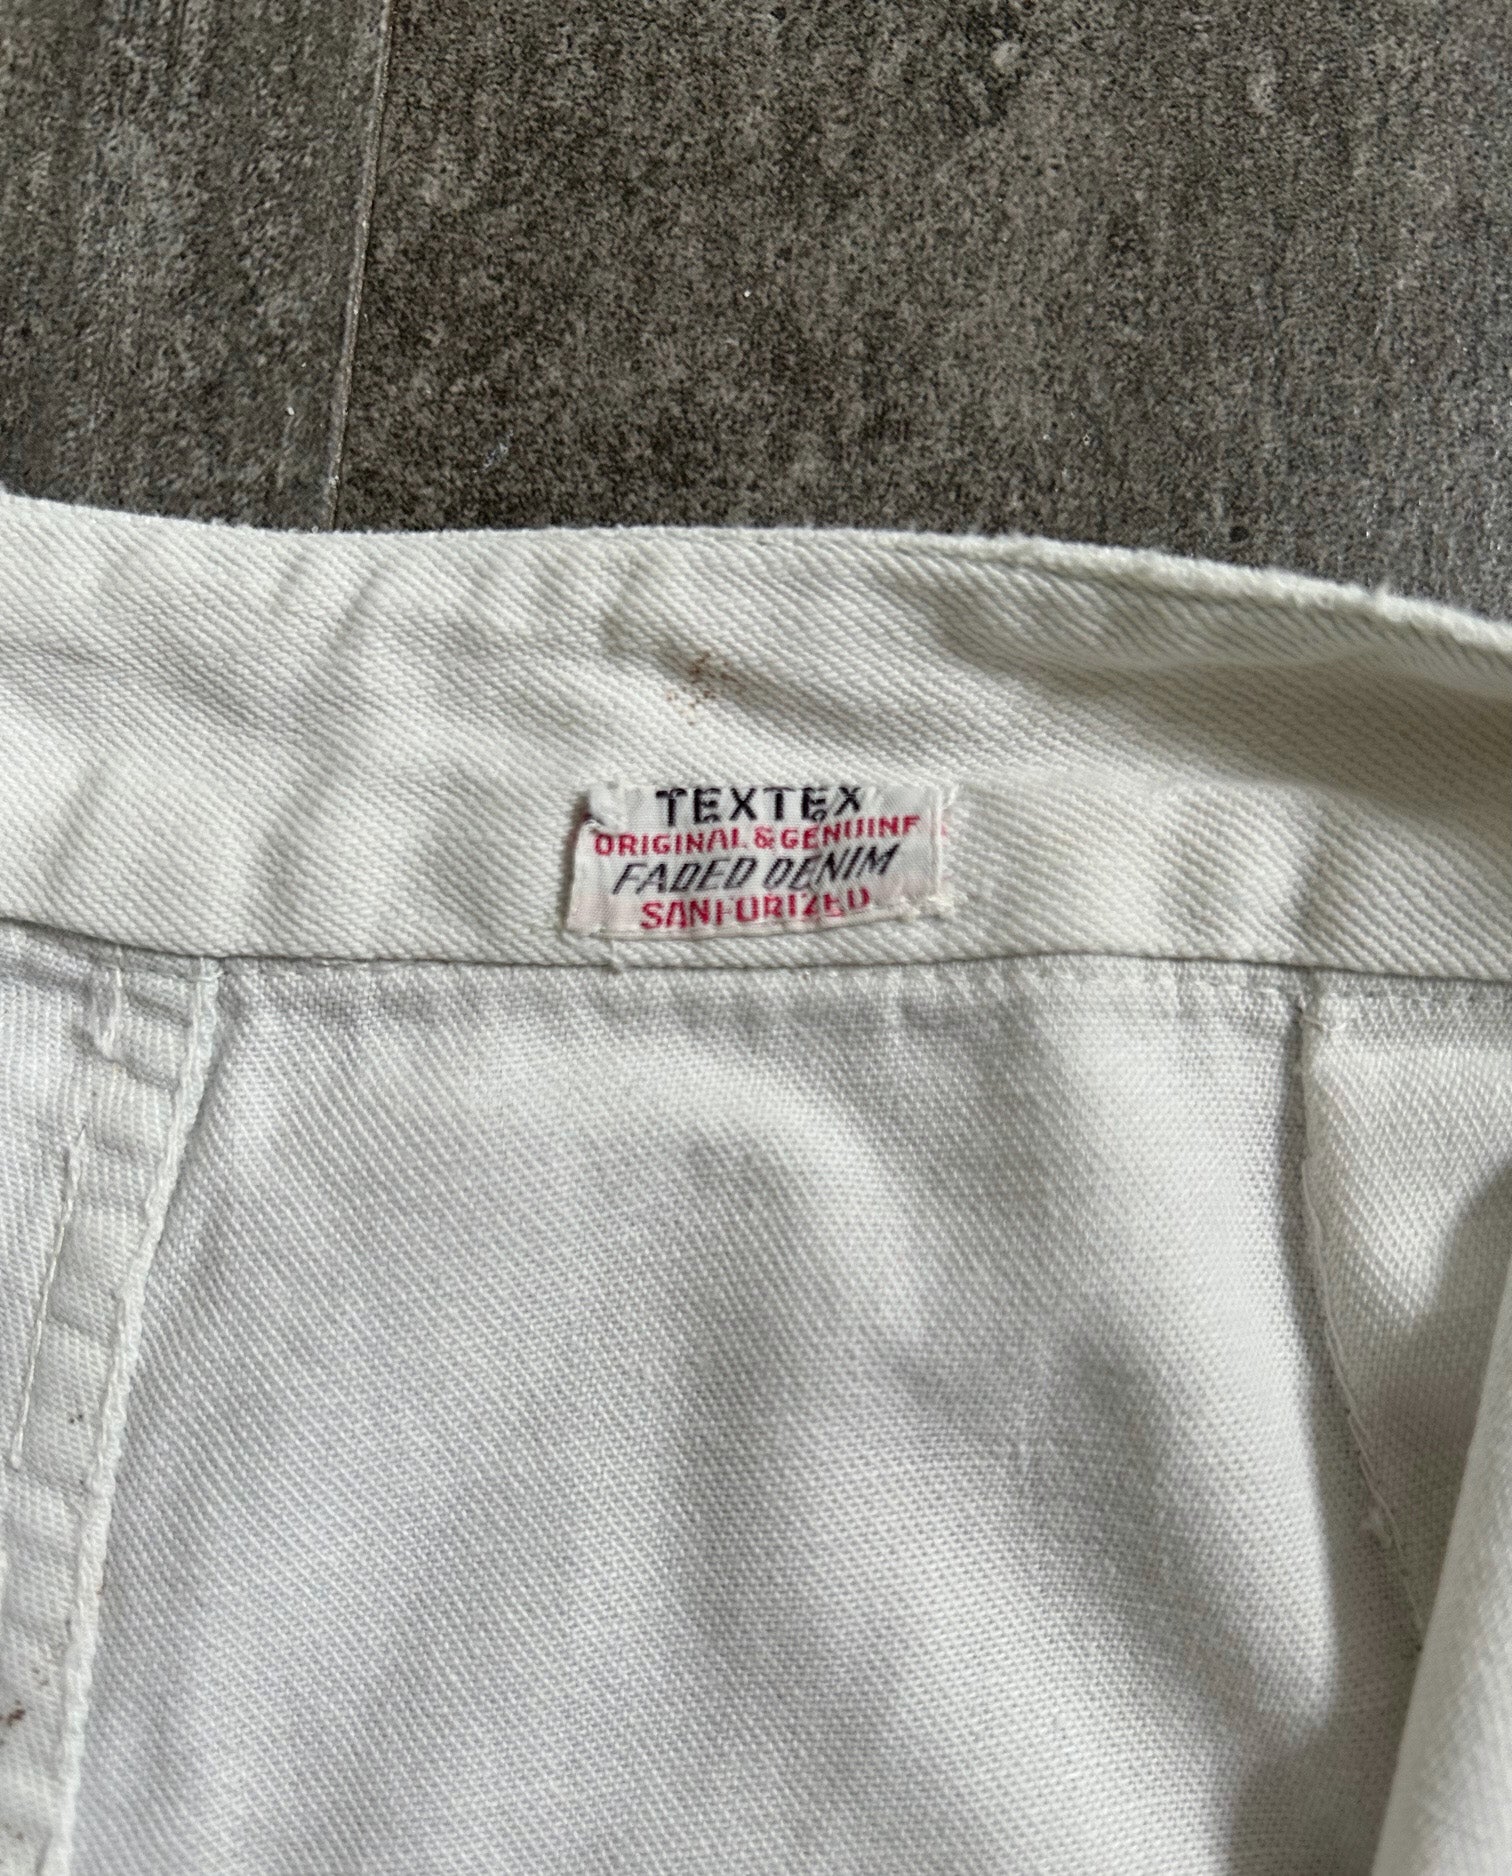 TEXTEX
ORIGINAL & GENUINE
FADED DENIM
SANFORIZED